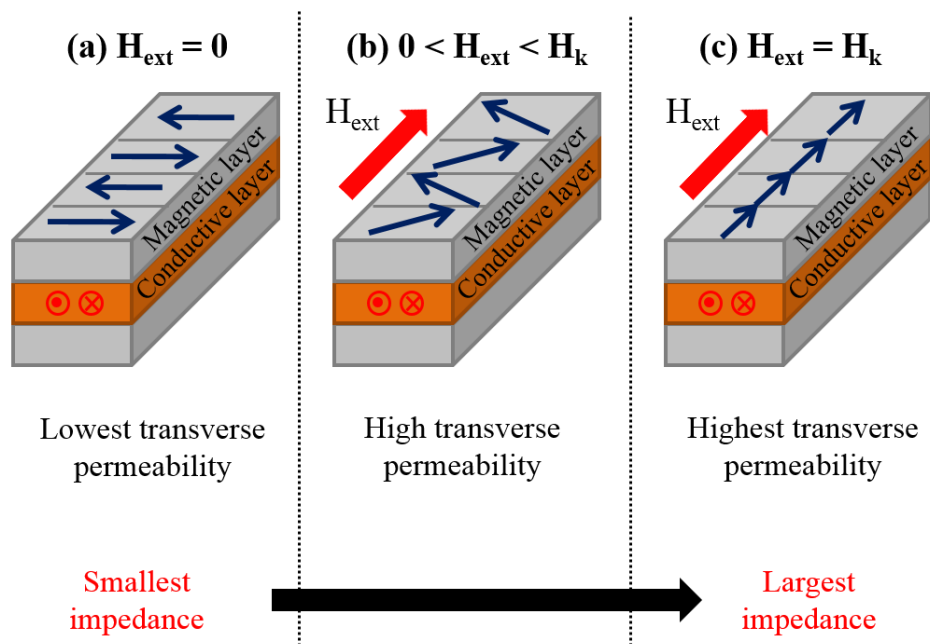 (a) Hext = 0
(b) 0 < Hext < Hk
(c) Hext = Hk
Hext
Hext
Magnetic layer
Conductive layer
Magnetic layer
Conductive layer
Magnetic layer
Conductive layer
Lowest transverse
permeability
High transverse
permeability
Highest transverse
permeability
Smallest
impedance
Largest
impedance